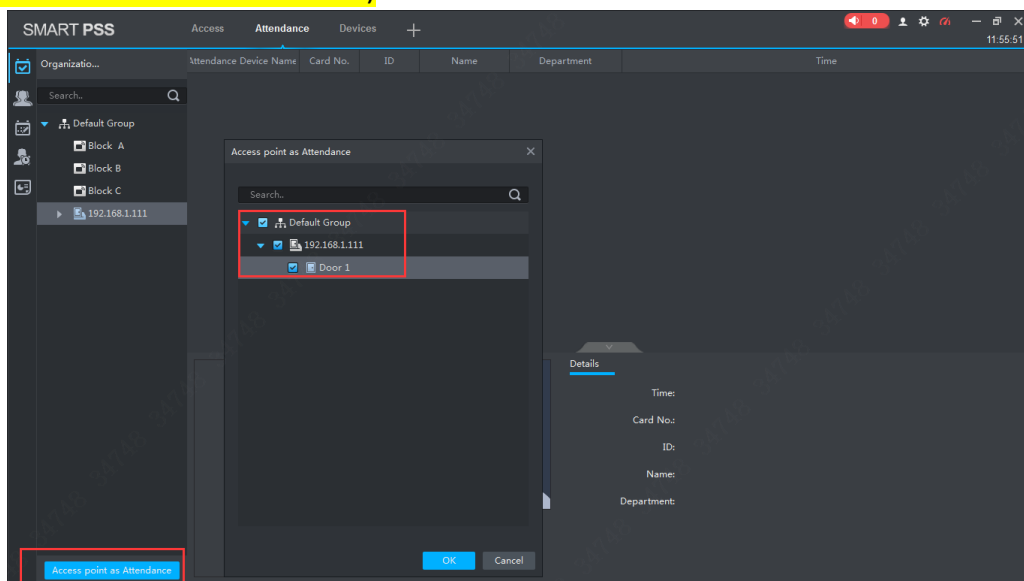 SMART PSS
Access Attendance Devices
0
11:55:51
Organizatio...
Attendance Device Name Card No. ID Name Department Time
Search..
Default Group
Block A
Block B
Block C
192.168.1.111
Access point as Attendance
Access point as Attendance
Search..
Default Group
192.168.1.111
Door 1
OK Cancel
Details
Time:
Card No.:
ID:
Name:
Department: